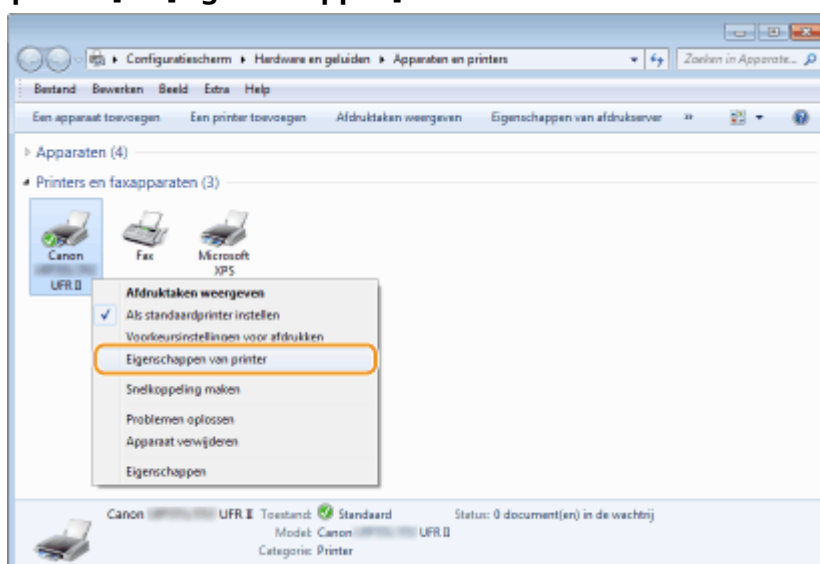 Configuratiescherm ▸ Hardware en geluiden ▸ Apparaten en printers
Zoeken in Apparate...
Bestand Bewerken Beeld Extra Help
Een apparaat toevoegen Een printer toevoegen Afdruktaken weergeven Eigenschappen van afdrukserver »
Apparaten (4)
Printers en faxapparaten (3)
Canon
UFR II
Fax
Microsoft
XPS
Afdruktaken weergeven
Als standaardprinter instellen
Voorkeursinstellingen voor afdrukken
Eigenschappen van printer
Snelkoppeling maken
Problemen oplossen
Apparaat verwijderen
Eigenschappen
Canon UFR II Toestand: Standaard Status: 0 document(en) in de wachtrij
Model: Canon UFR II
Categorie: Printer